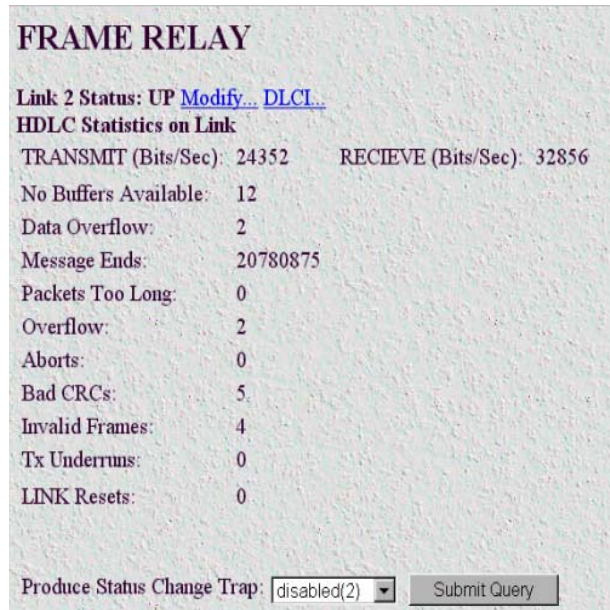 FRAME RELAY
Link 2 Status: UP Modify... DLCI...
HDLC Statistics on Link
TRANSMIT (Bits/Sec): 24352 RECIEVE (Bits/Sec): 32856
No Buffers Available: 12
Data Overflow: 2
Message Ends: 20780875
Packets Too Long: 0
Overflow: 2
Aborts: 0
Bad CRCs: 5
Invalid Frames: 4
Tx Underruns: 0
LINK Resets: 0
Produce Status Change Trap: disabled(2) Submit Query